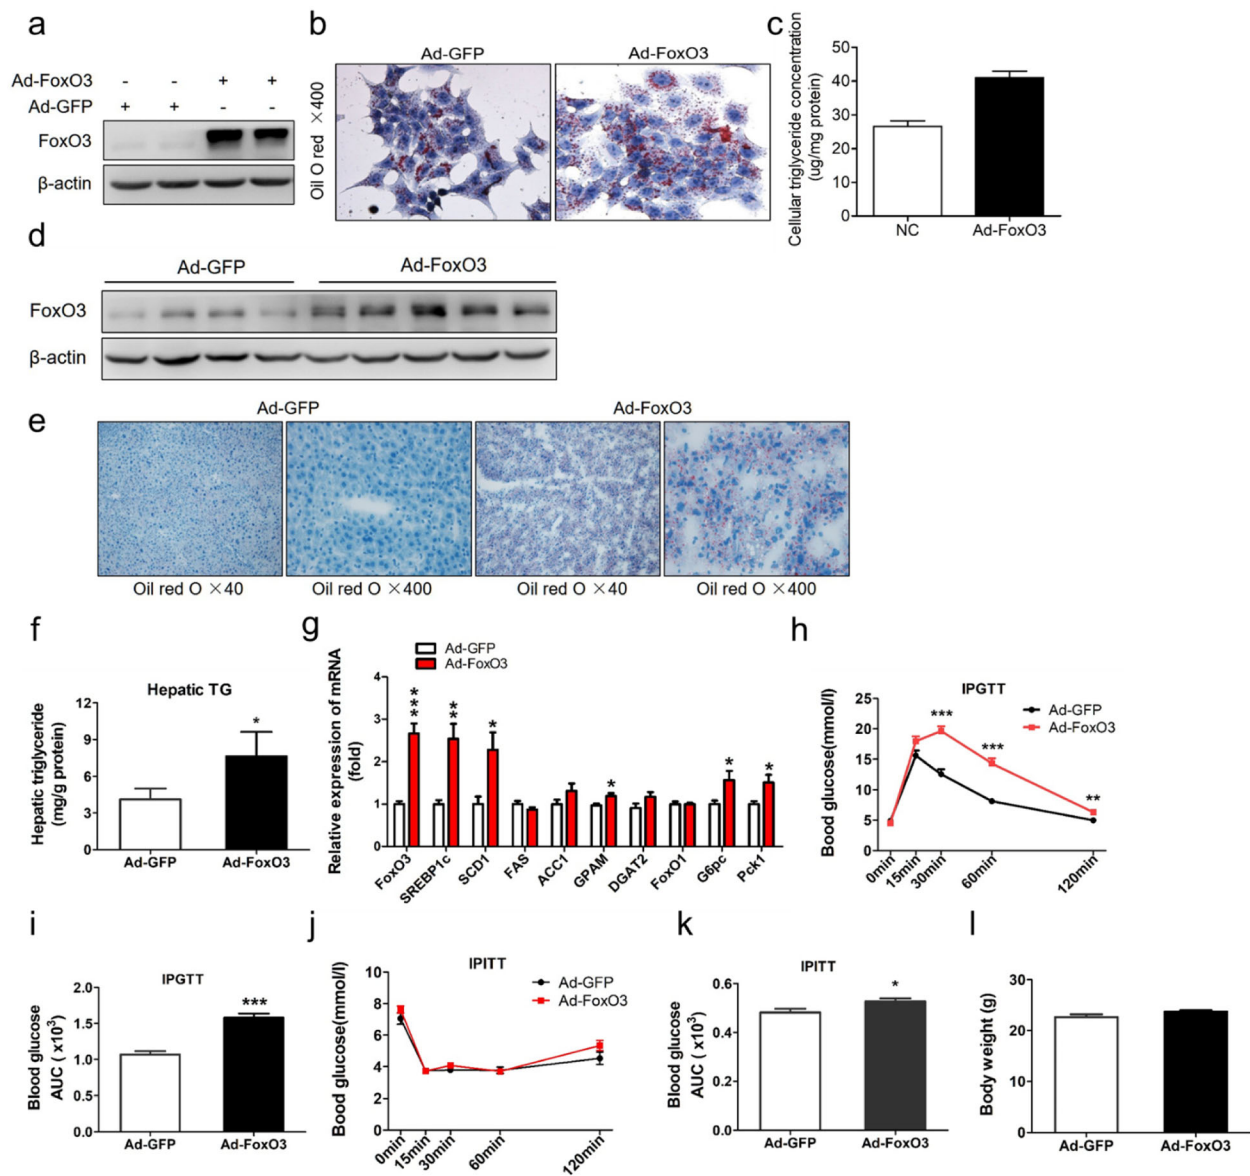 a
Ad-FoxO3 - - + +
Ad-GFP + + - -
FoxO3
β-actin
b
Ad-GFP Ad-FoxO3
Oil O red ×400
c
Cellular triglyceride concentration
(ug/mg protein)
50
40
30
20
10
0
NC Ad-FoxO3
d
Ad-GFP Ad-FoxO3
FoxO3
β-actin
e
Ad-GFP Ad-FoxO3
Oil red O ×40 Oil red O ×400 Oil red O ×40 Oil red O ×400
f
Hepatic TG
Hepatic triglyceride
(mg/g protein)
12
9
6
3
0
*
Ad-GFP Ad-FoxO3
g
Ad-GFP
Ad-FoxO3
Relative expression of mRNA
(fold)
4
3
2
1
0
*** ** * * * *
FoxO3 SREBP1c SCD1 FAS ACC1 GPAM DGAT2 FoxO1 G6pc Pck1
h
IPGTT
Ad-GFP
Ad-FoxO3
Bood glucose(mmol/l)
25
20
15
10
5
0
*** *** **
0min 15min 30min 60min 120min
i
IPGTT
Blood glucose
AUC ( x10³)
2.0
1.5
1.0
0.5
0.0
***
Ad-GFP Ad-FoxO3
j
IPITT
Ad-GFP
Ad-FoxO3
Bood glucose(mmol/l)
10
8
6
4
2
0
0min 15min 30min 60min 120min
k
IPITT
Blood glucose
AUC ( x10³)
0.6
0.4
0.2
0.0
*
Ad-GFP Ad-FoxO3
l
Body weight (g)
30
20
10
0
Ad-GFP Ad-FoxO3